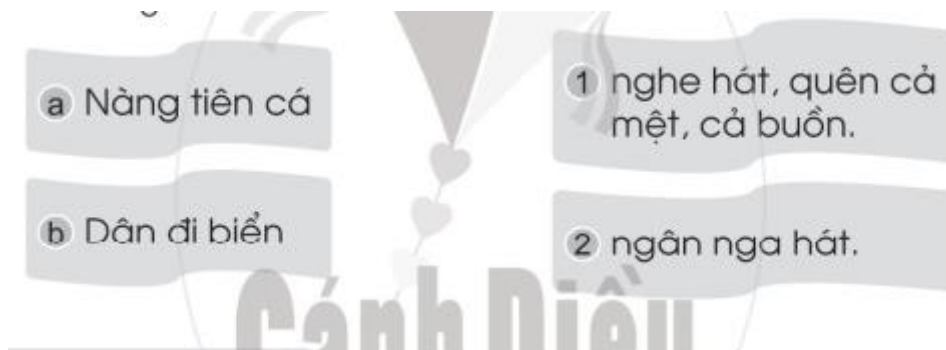 a Nàng tiên cá
1 nghe hát, quên cả
mệt, cả buồn.
b Dân đi biển
2 ngân nga hát.
Cánh Diều